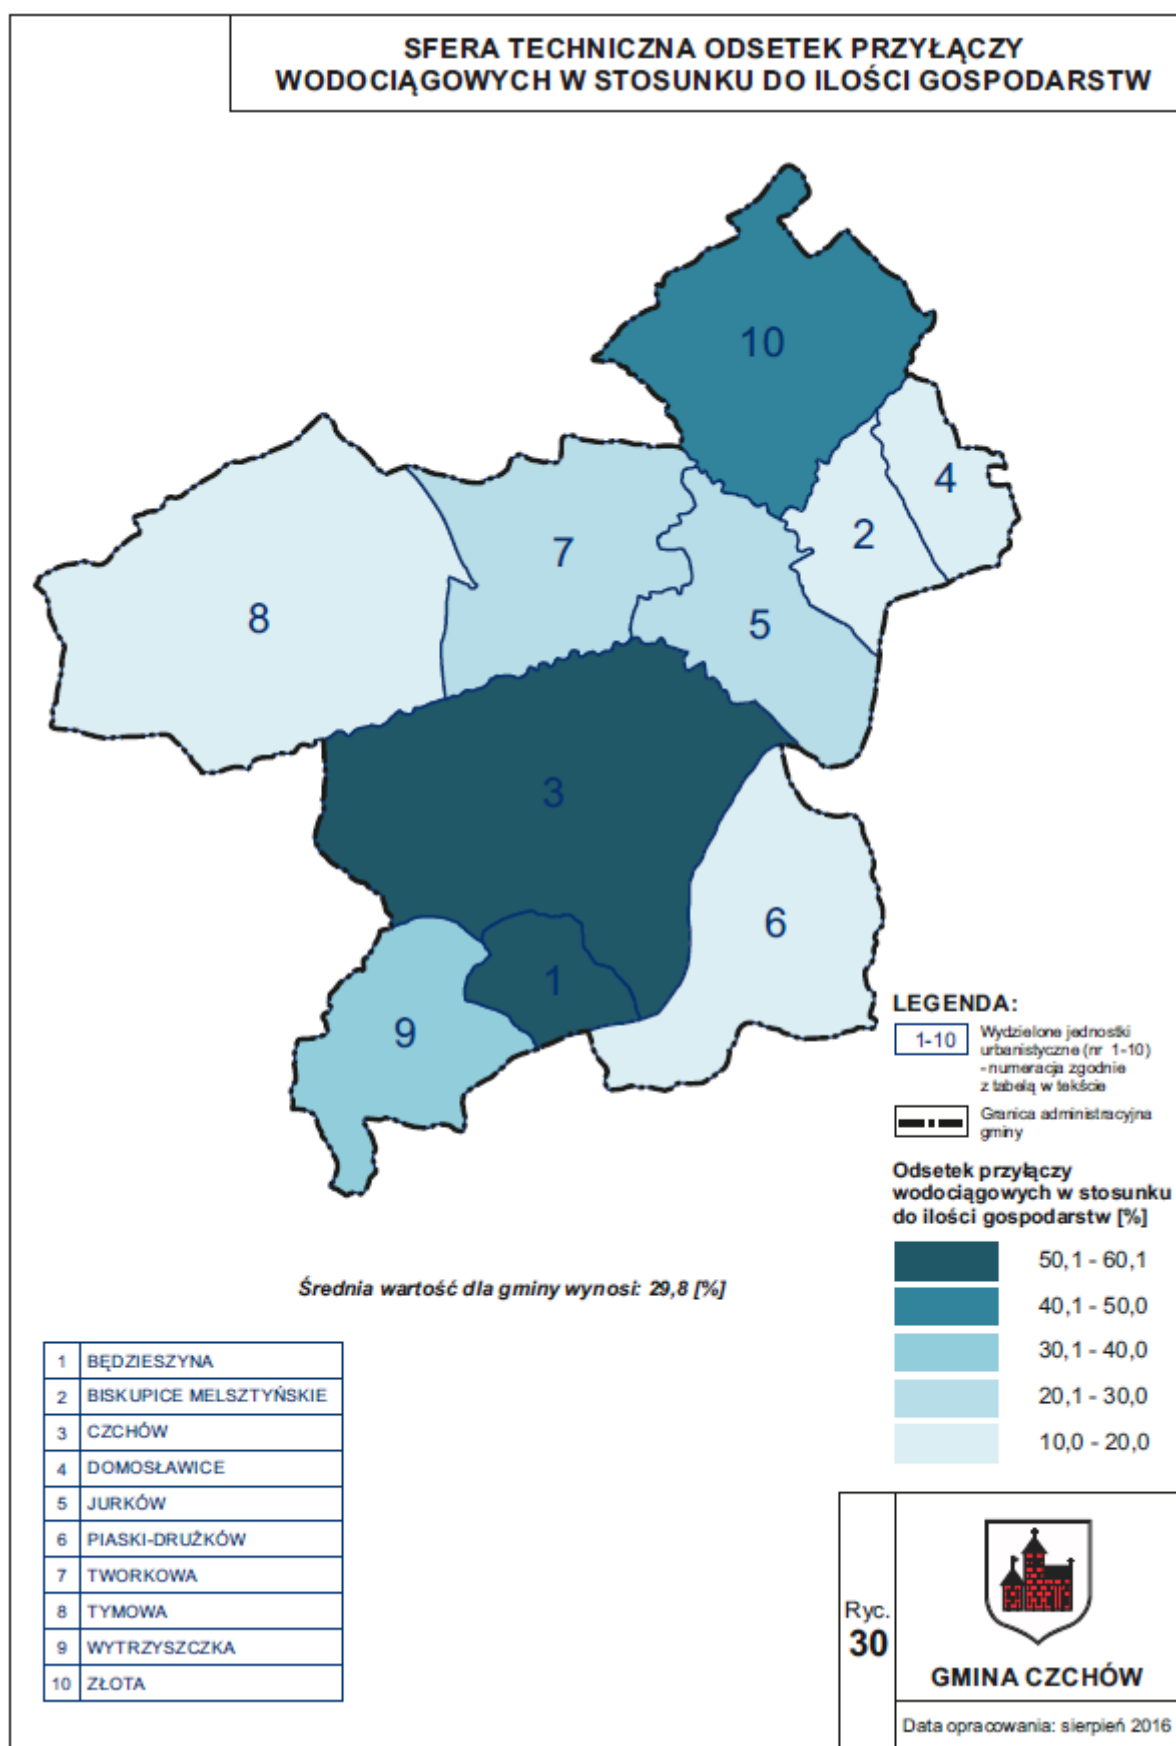 SFERA TECHNICZNA ODSETEK PRZYŁĄCZY
WODOCIĄGOWYCH W STOSUNKU DO ILOŚCI GOSPODARSTW
10
4
2
7
8
5
3
6
1
9
LEGENDA:
1-10
Wydzielone jednostki
urbanistyczne (nr 1-10)
-numeracja zgodnie
z tabelą w tekście
Granica administracyjna
gminy
Odsetek przyłączy
wodociągowych w stosunku
do ilości gospodarstw [%]
50,1 - 60,1
40,1 - 50,0
30,1 - 40,0
20,1 - 30,0
10,0 - 20,0
Średnia wartość dla gminy wynosi: 29,8 [%]
1 BĘDZIESZYNA
2 BISKUPICE MELSZTYŃSKIE
3 CZCHÓW
4 DOMOSŁAWICE
5 JURKÓW
6 PIASKI-DRUŻKÓW
7 TWORKOWA
8 TYMOWA
9 WYTRZYSZCZKA
10 ZŁOTA
Ryc.
30
GMINA CZCHÓW
Data opracowania: sierpień 2016